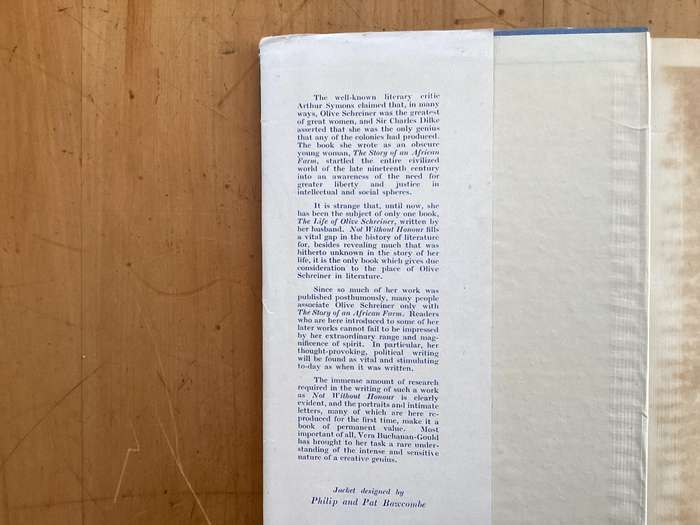 The well-known literary critic
Arthur Symons claimed that, in many
ways, Olive Schreiner was the greatest
of great women, and Sir Charles Dilke
asserted that she was the only genius
that any of the colonies had produced.
The book she wrote as an obscure
young woman, The Story of an African
Farm, startled the entire civilized
world of the late nineteenth century
into an awareness of the need for
greater liberty and justice in
intellectual and social spheres.
It is strange that, until now, she
has been the subject of only one book,
The Life of Olive Schreiner, written by
her husband. Not Without Honour fills
a vital gap in the history of literature
for, besides revealing much that was
hitherto unknown in the story of her
life, it is the only book which gives due
consideration to the place of Olive
Schreiner in literature.
Since so much of her work was
published posthumously, many people
associate Olive Schreiner only with
The Story of an African Farm. Readers
who are here introduced to some of her
later works cannot fail to be impressed
by her extraordinary range and mag-
nificence of spirit. In particular, her
thought-provoking, political writing
will be found as vital and stimulating
to-day as when it was written.
The immense amount of research
required in the writing of such a work
as Not Without Honour is clearly
evident, and the portraits and intimate
letters, many of which are here re-
produced for the first time, make it a
book of permanent value. Most
important of all, Vera Buchanan-Gould
has brought to her task a rare under-
standing of the intense and sensitive
nature of a creative genius.
Jacket designed by
Philip and Pat Bawcombe